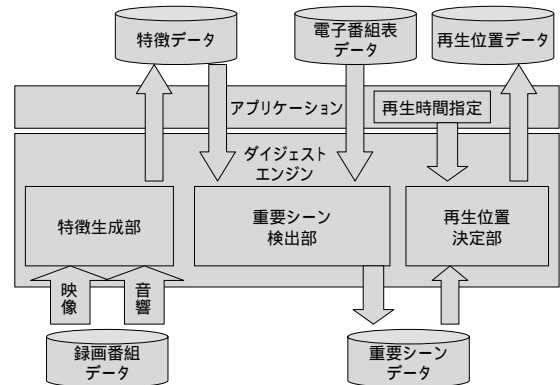 特徴データ
電子番組表
データ
再生位置データ
アプリケーション
再生時間指定
ダイジェスト
エンジン
特徴生成部
重要シーン
検出部
再生位置
決定部
映像
音響
録画番組
データ
重要シーン
データ